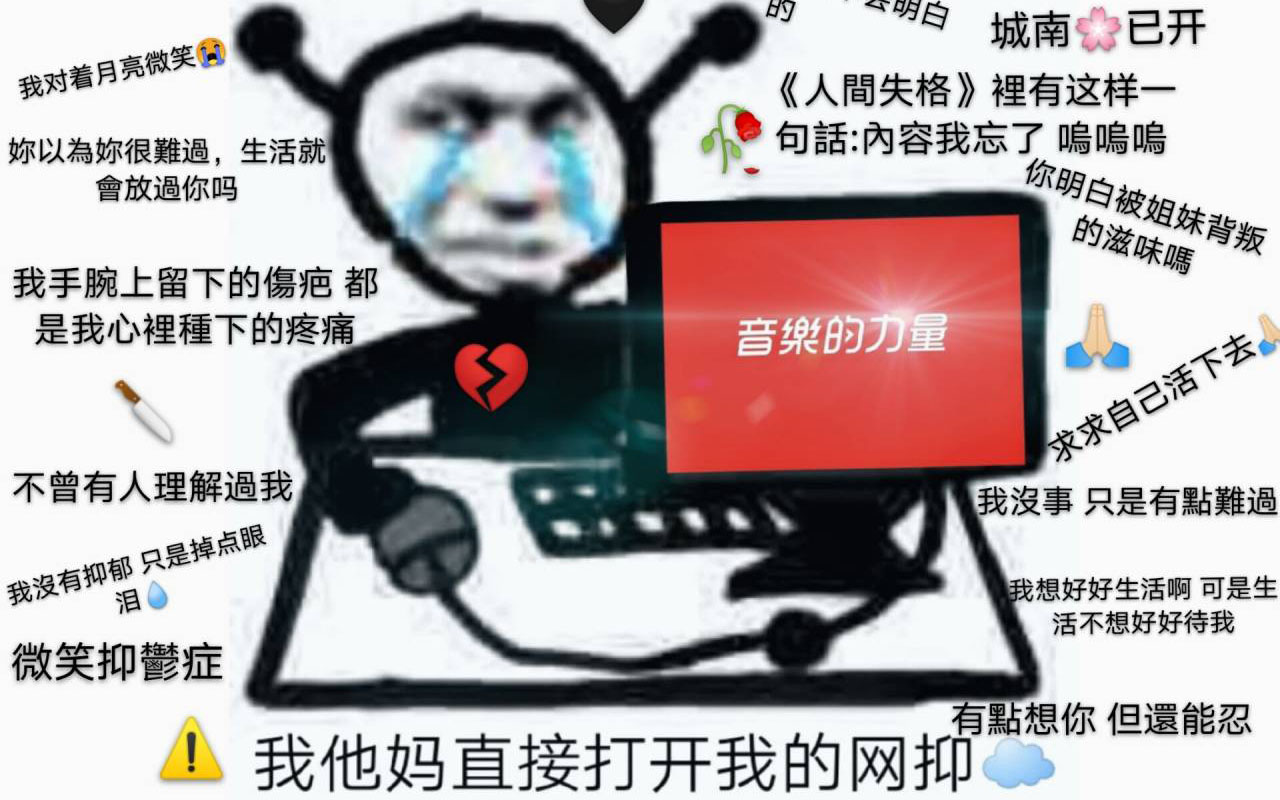 的
明白
城南🌸已开
我对着月亮微笑😭
《人間失格》裡有这样一
句話:內容我忘了 嗚嗚嗚
妳以為妳很難過，生活就
會放過你吗
你明白被姐妹背叛
的滋味嗎
我手腕上留下的傷疤 都
是我心裡種下的疼痛
音樂的力量
求求自己活下去🙏🏻
不曾有人理解過我
我沒事 只是有點難過
我沒有抑郁 只是掉点眼
泪💧
我想好好生活啊 可是生
活不想好好待我
微笑抑鬱症
有點想你 但還能忍
⚠️我他妈直接打开我的网抑☁️